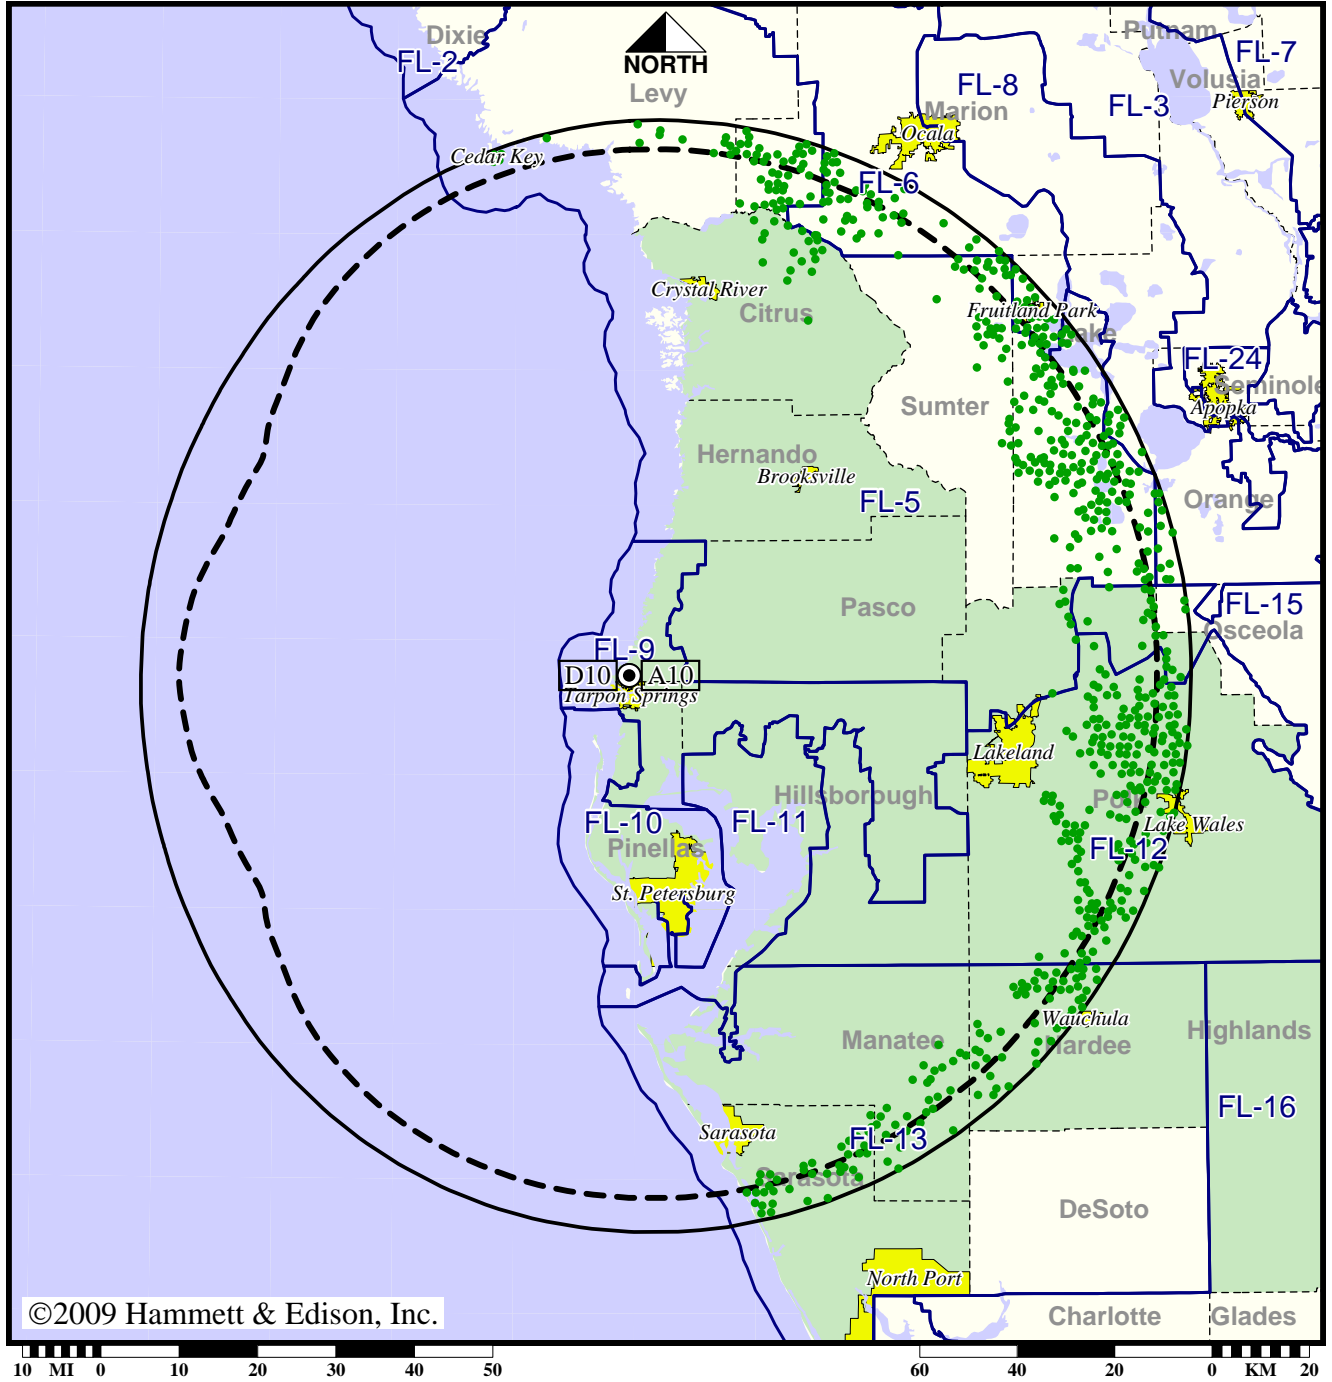 Dixie
FL-2
NORTH
Levy
Putnam
FL-7
Volusia
FL-8
FL-3
Pierson
Marion
Ocala
Cedar Key
FL-6
Crystal River
Citrus
Fruitland Park
Lake
FL-24
Seminole
Apopka
Sumter
Hernando
Brooksville
FL-5
Orange
Pasco
FL-15
Osceola
FL-9
D10 A10
Tarpon Springs
Lakeland
Hillsborough
Polk
FL-10
FL-11
Lake Wales
Pinellas
FL-12
St. Petersburg
Wauchula
Manatee
Hardee
Highlands
FL-16
Sarasota
FL-13
Sarasota
DeSoto
North Port
©2009 Hammett & Edison, Inc.
Charlotte
Glades
10 MI 0 10 20 30 40 50
60 40 20 0 KM 20